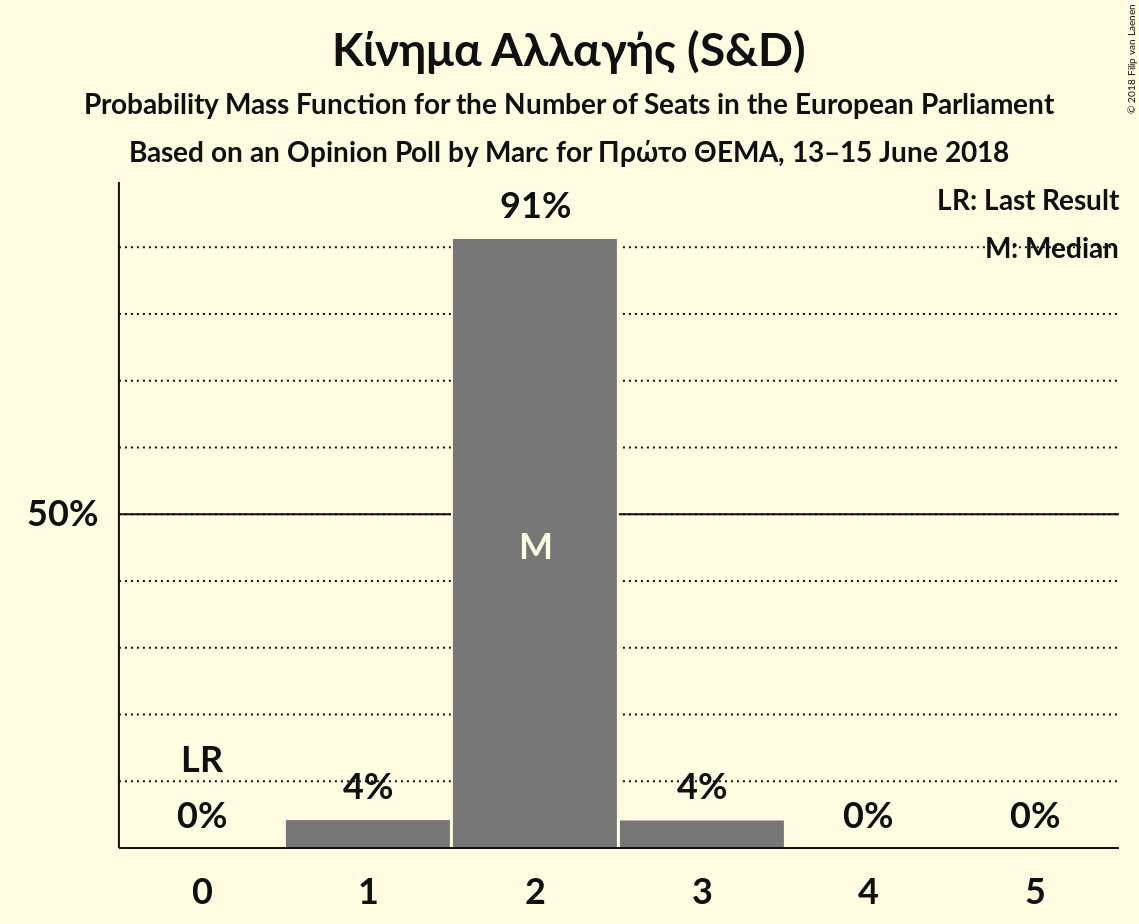 Κίνημα Αλλαγής (S&D)
Probability Mass Function for the Number of Seats in the European Parliament
Based on an Opinion Poll by Marc for Πρώτο ΘΕΜΑ, 13–15 June 2018
© 2018 Filip van Laenen
LR: Last Result
M: Median
91%
50%
M
LR
0%
4%
4%
0%
0%
0 1 2 3 4 5